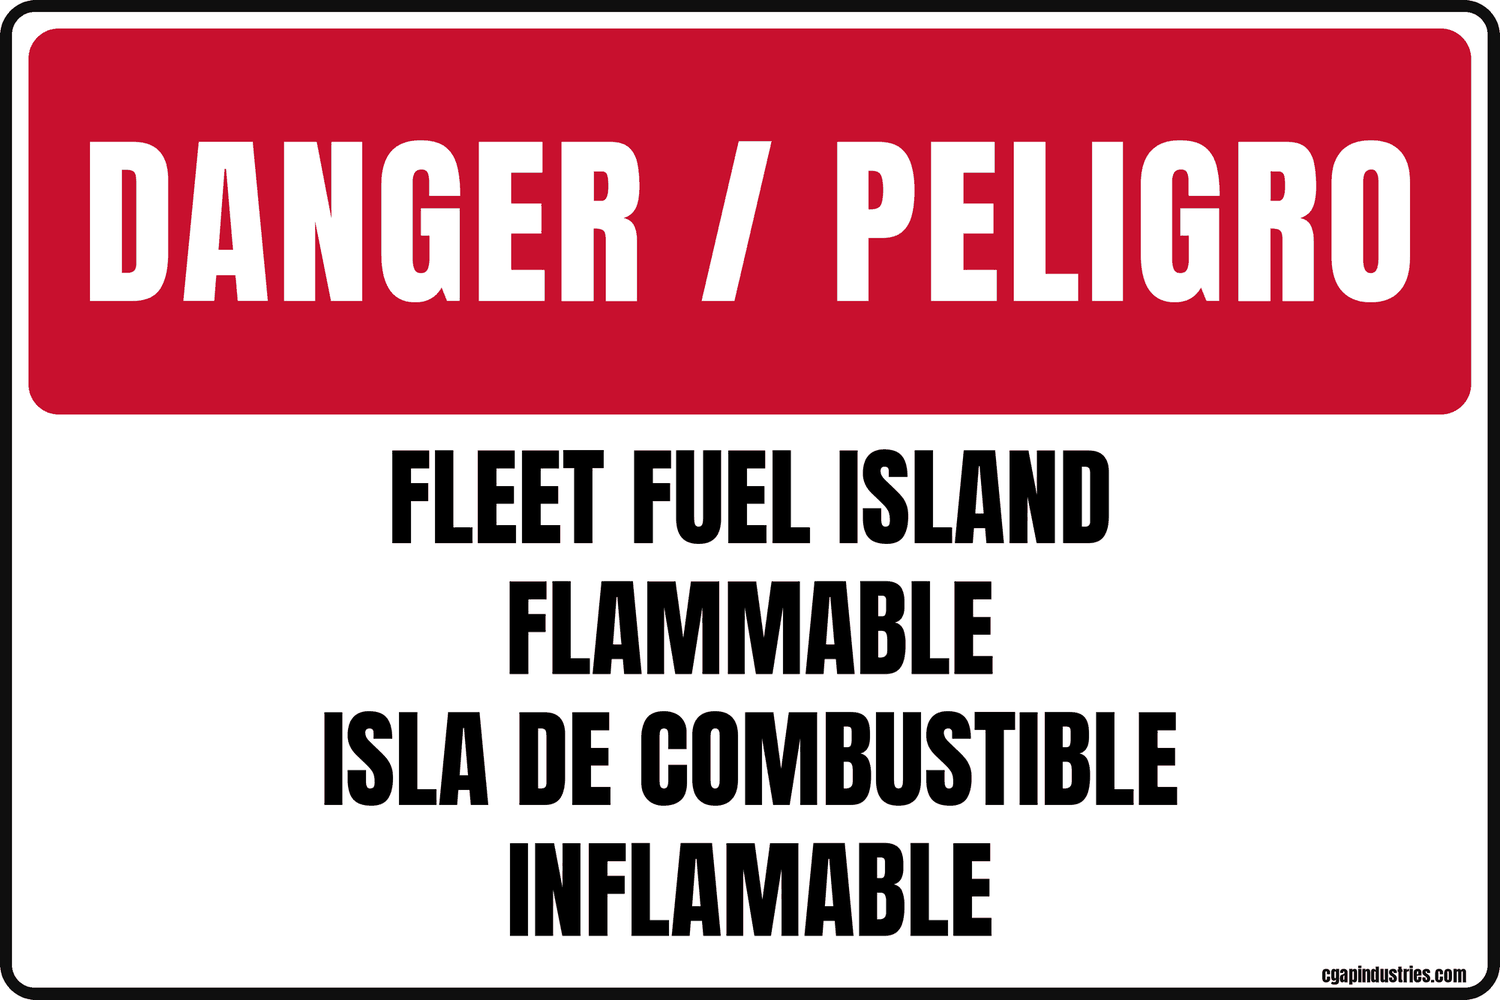 DANGER / PELIGRO
FLEET FUEL ISLAND
FLAMMABLE
ISLA DE COMBUSTIBLE
INFLAMABLE
cgapindustries.com